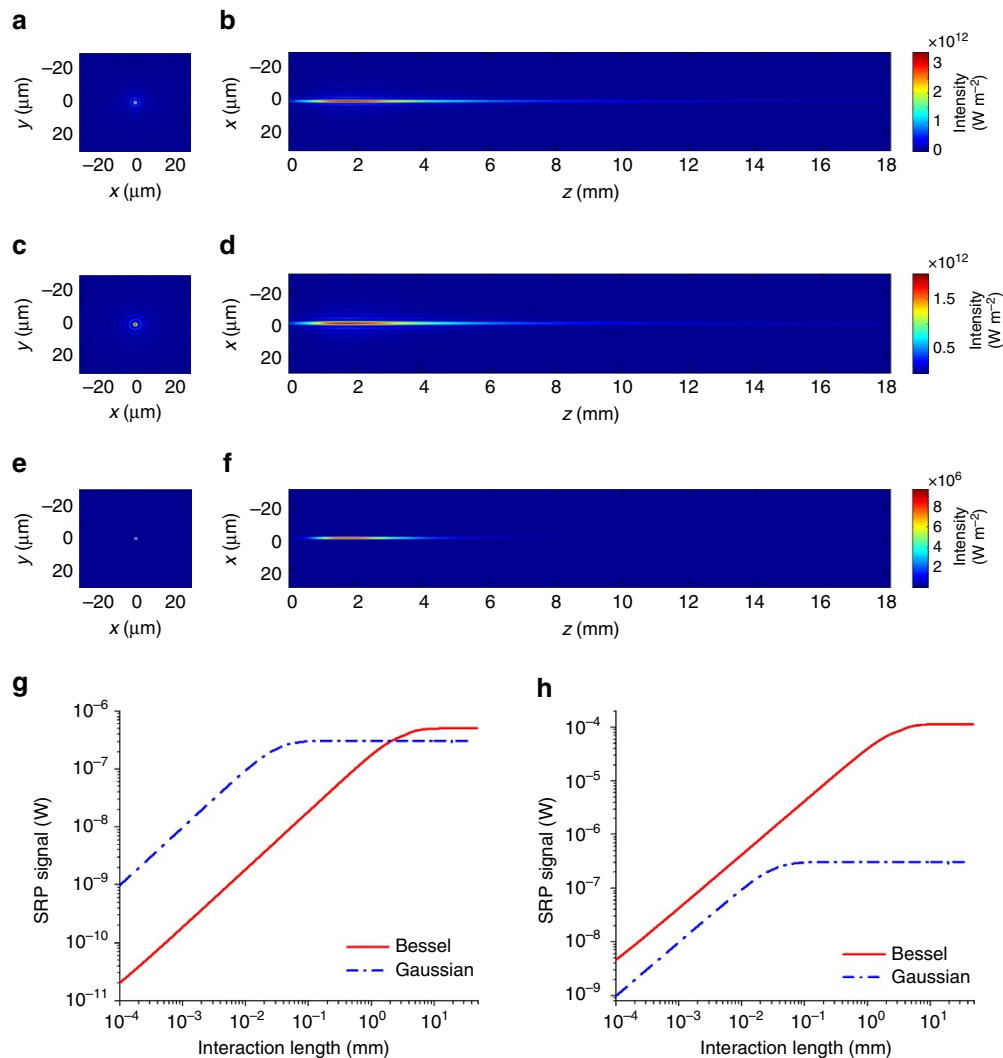 a
b
−20
0
20
y (μm)
−20 0 20
x (μm)
−20
0
20
x (μm)
0 2 4 6 8 10 12 14 16 18
z (mm)
×10¹²
3
2
1
0
Intensity
(W m⁻²)
c
d
−20
0
20
y (μm)
−20 0 20
x (μm)
−20
0
20
x (μm)
0 2 4 6 8 10 12 14 16 18
z (mm)
×10¹²
1.5
1
0.5
Intensity
(W m⁻²)
e
f
−20
0
20
y (μm)
−20 0 20
x (μm)
−20
0
20
x (μm)
0 2 4 6 8 10 12 14 16 18
z (mm)
×10⁶
8
6
4
2
Intensity
(W m⁻²)
g
10⁻⁶
10⁻⁷
10⁻⁸
10⁻⁹
10⁻¹⁰
10⁻¹¹
SRP signal (W)
Bessel
Gaussian
10⁻⁴ 10⁻³ 10⁻² 10⁻¹ 10⁰ 10¹
Interaction length (mm)
h
10⁻⁴
10⁻⁵
10⁻⁶
10⁻⁷
10⁻⁸
10⁻⁹
SRP signal (W)
Bessel
Gaussian
10⁻⁴ 10⁻³ 10⁻² 10⁻¹ 10⁰ 10¹
Interaction length (mm)